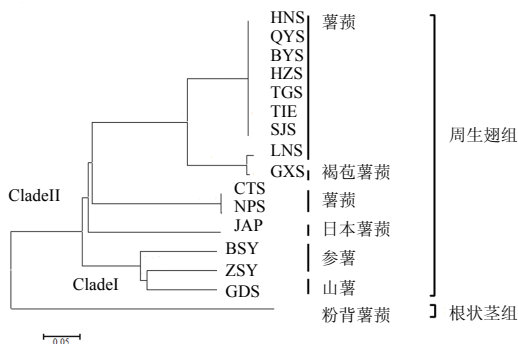 HNS 薯蓣
QYS
BYS
HZS
TGS
TIE
SJS
周生翅组
LNS
GXS 褐苞薯蓣
CTS
CladeII
薯蓣
NPS
JAP 日本薯蓣
BSY
参薯
ZSY
CladeI
GDS 山薯
粉背薯蓣 根状茎组
0.05